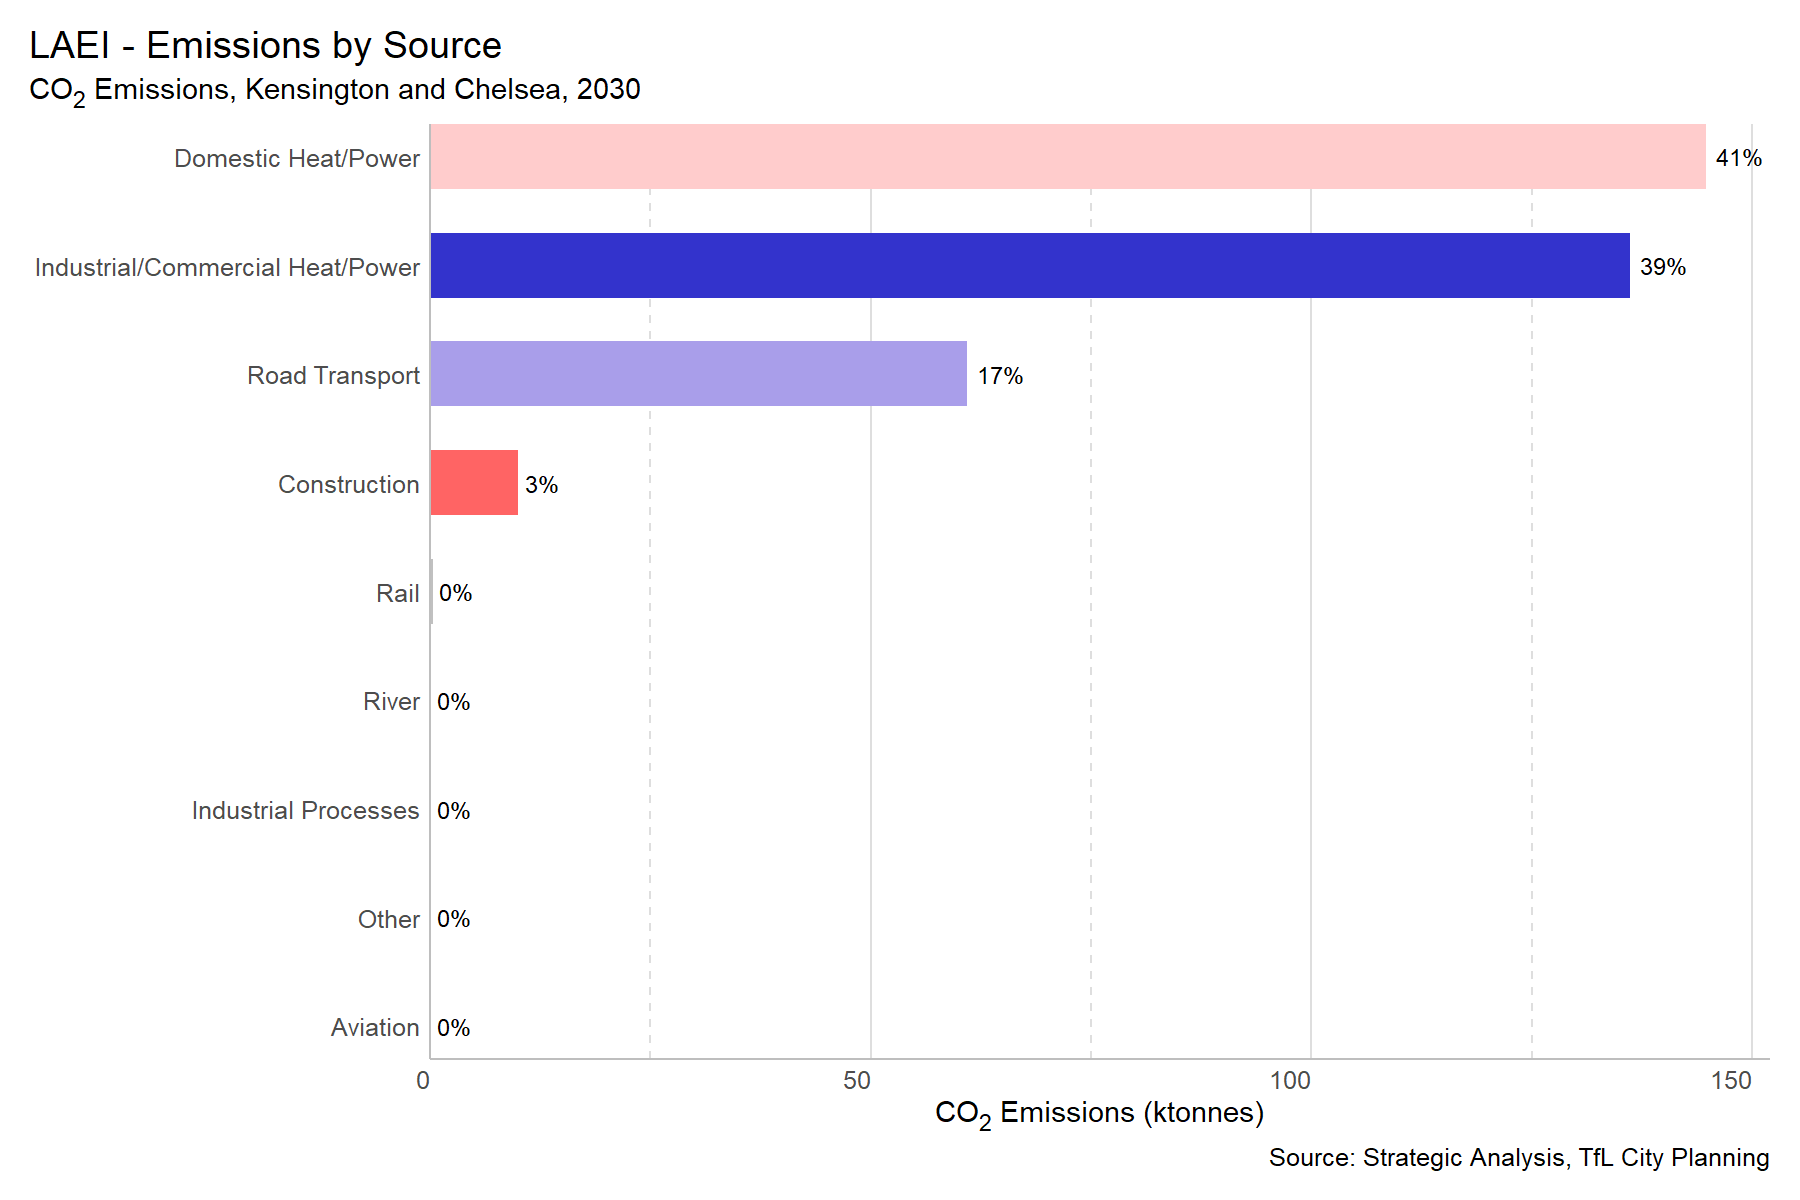 LAEI - Emissions by Source
CO₂ Emissions, Kensington and Chelsea, 2030
Domestic Heat/Power 41%
Industrial/Commercial Heat/Power 39%
Road Transport 17%
Construction 3%
Rail 0%
River 0%
Industrial Processes 0%
Other 0%
Aviation 0%
0 50 100 150
CO₂ Emissions (ktonnes)
Source: Strategic Analysis, TfL City Planning